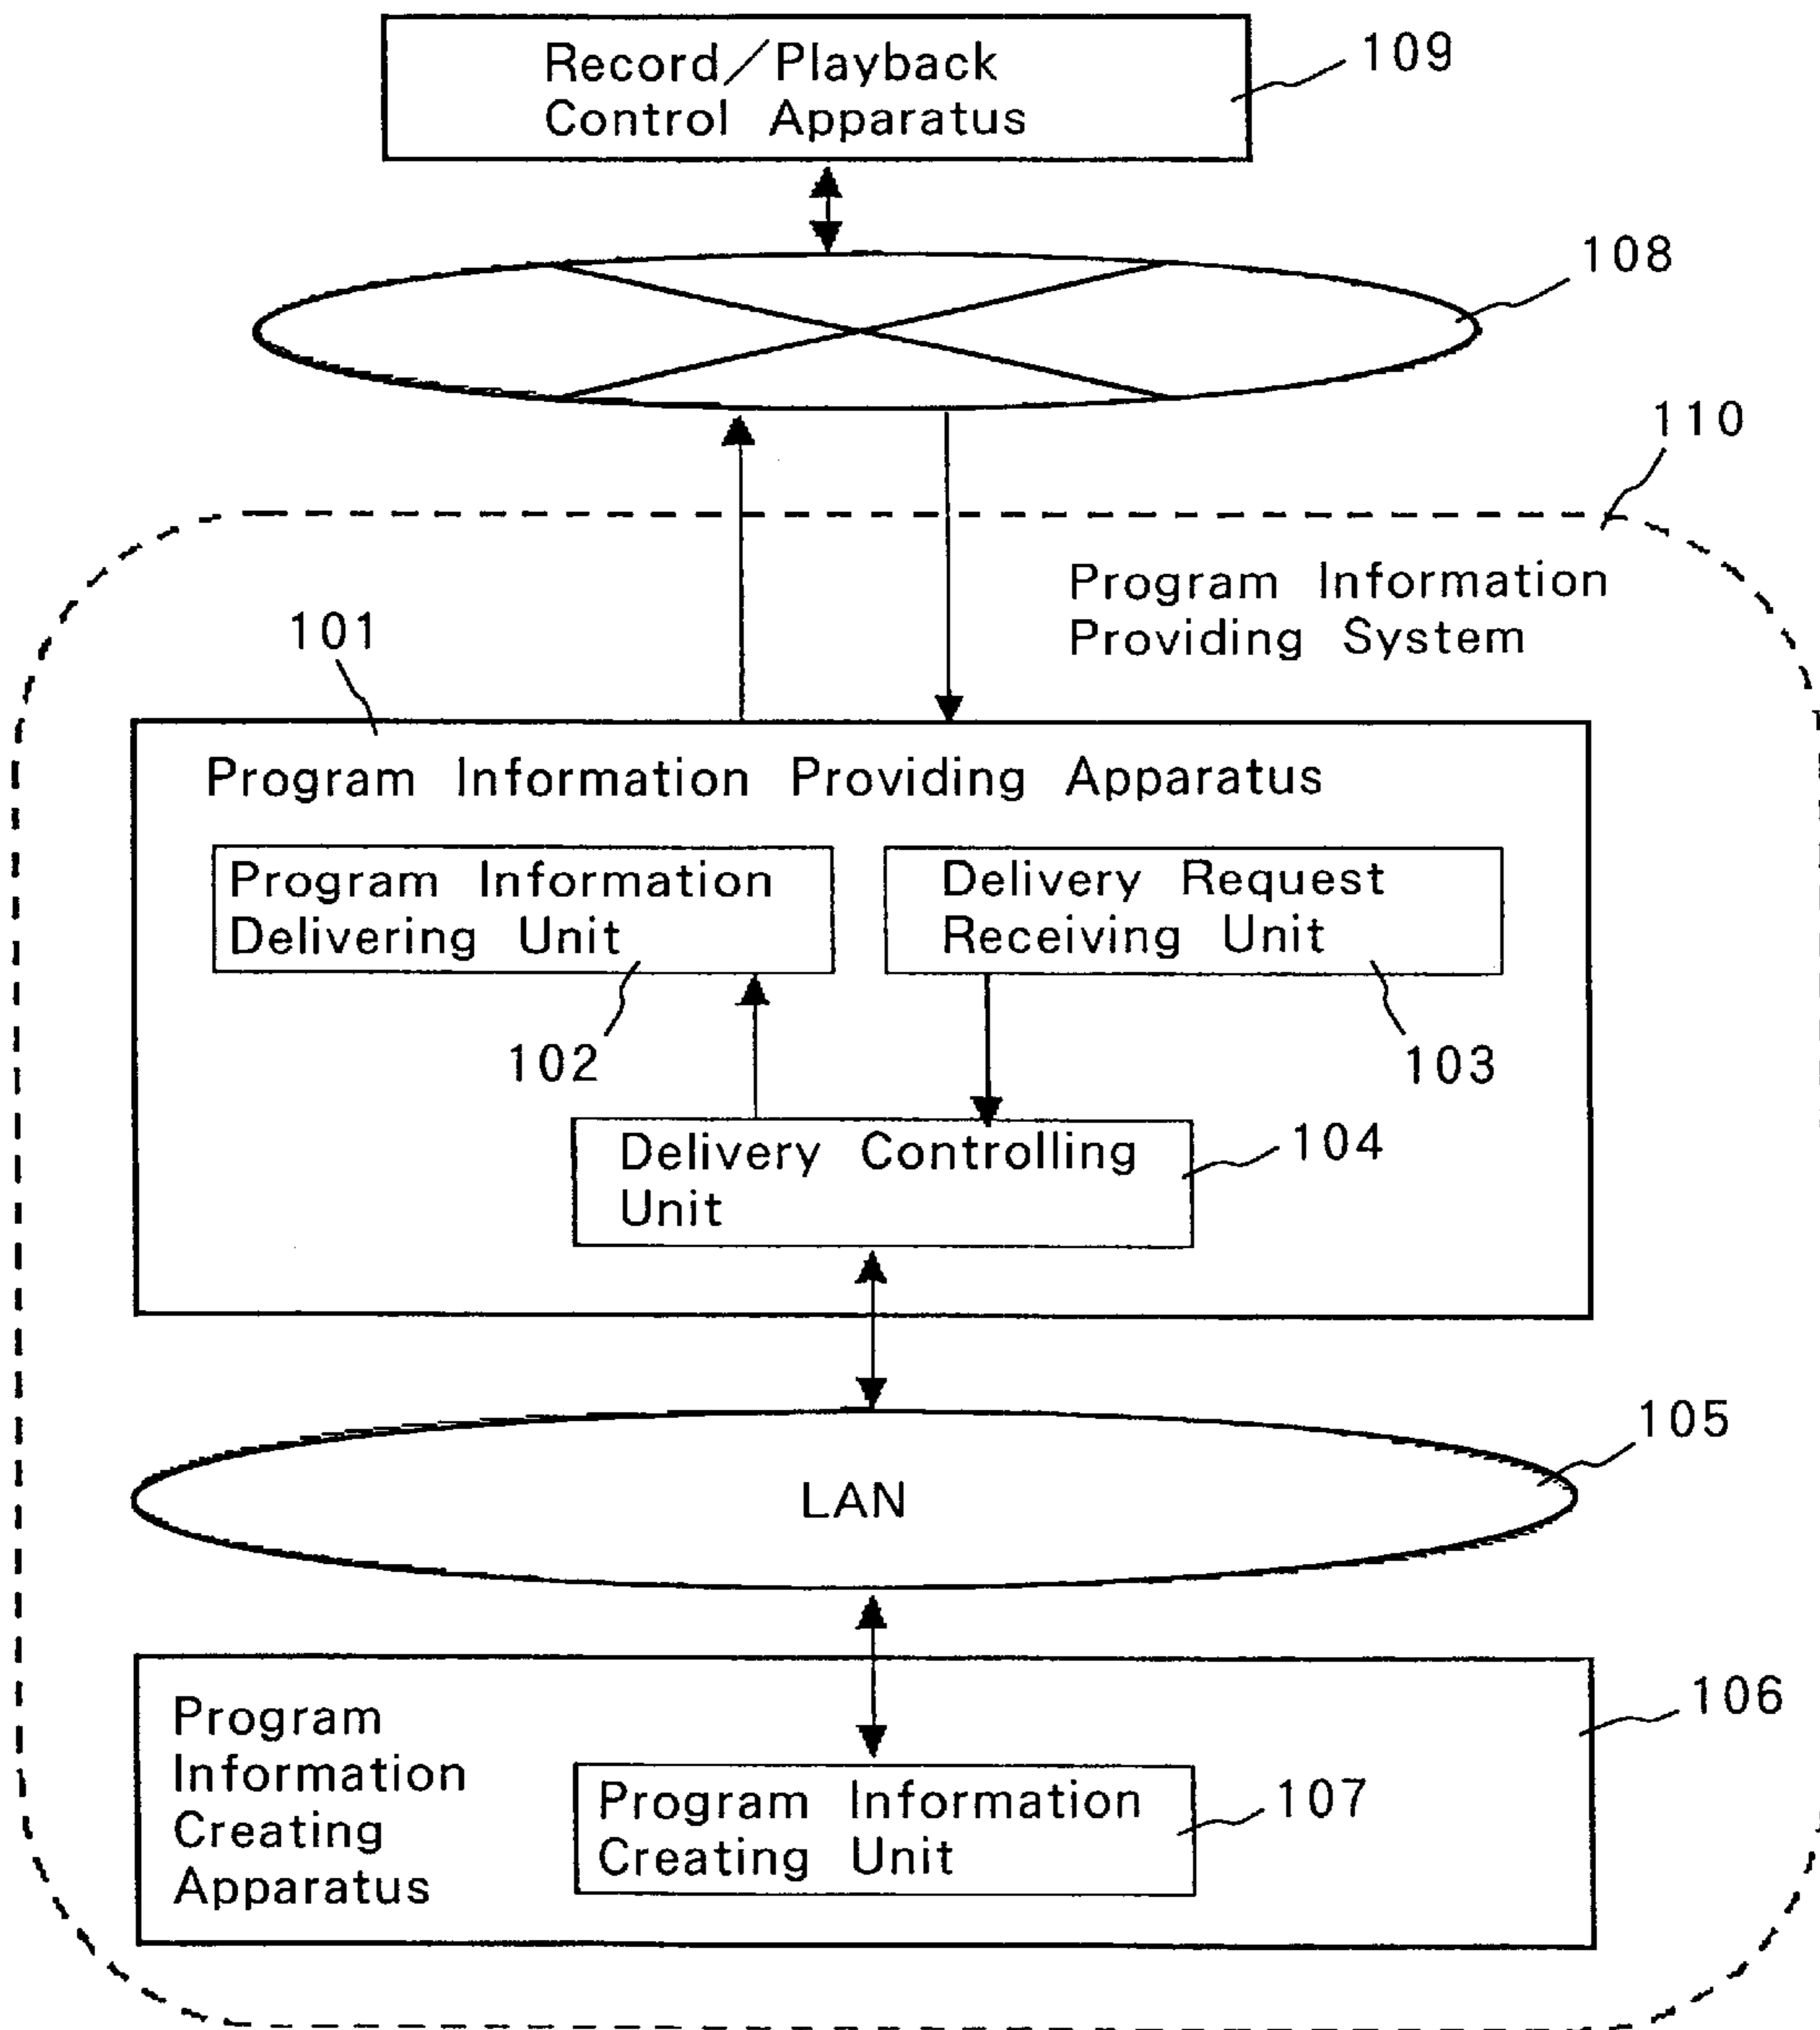 Record／Playback
Control Apparatus
109
108
110
Program Information
Providing System
101
Program Information Providing Apparatus
Program Information
Delivering Unit
Delivery Request
Receiving Unit
102
103
Delivery Controlling
Unit
104
105
LAN
106
Program
Information
Creating
Apparatus
Program Information
Creating Unit
107